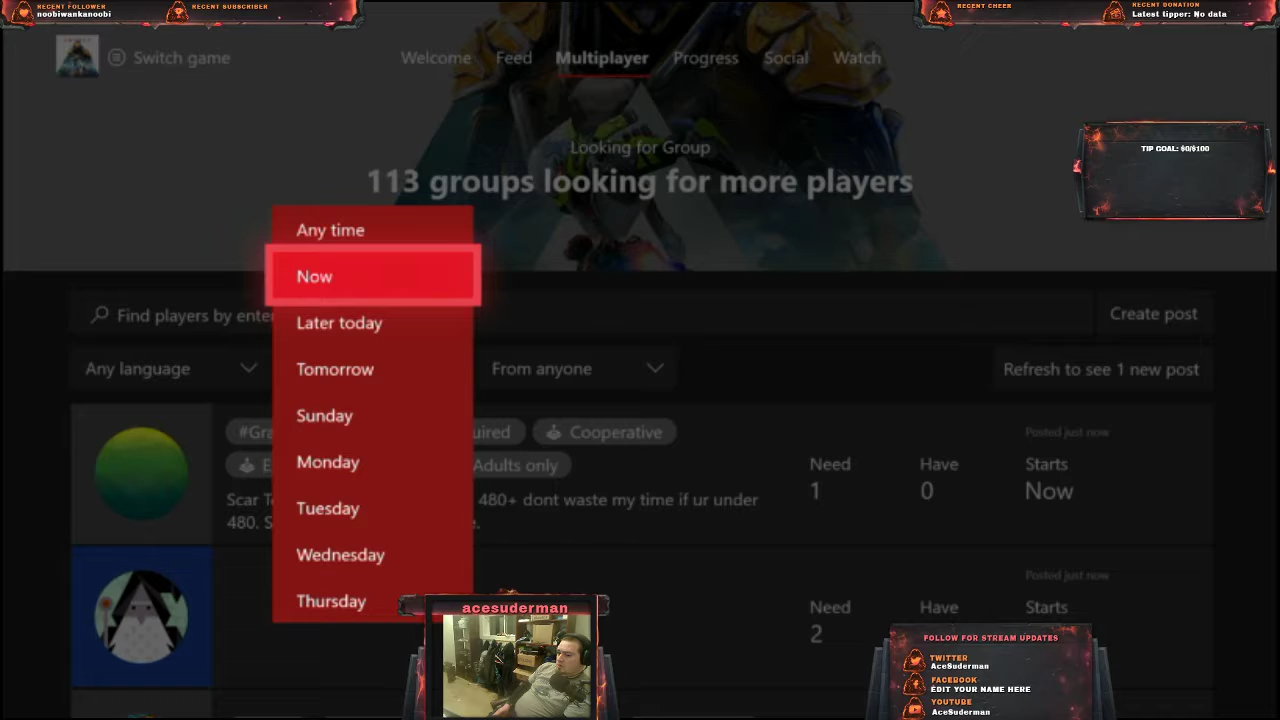 RECENT FOLLOWER
noobiwankanoobi
RECENT SUBSCRIBER
RECENT CHEER
RECENT DONATION
Latest tipper: No data
Switch game
Welcome Feed Multiplayer Progress Social Watch
Looking for Group
113 groups looking for more players
TIP GOAL: $0/$100
Any time
Now
Later today
Tomorrow
Sunday
Monday
Tuesday
Wednesday
Thursday
Find players by
Create post
Any language
From anyone
Refresh to see 1 new post
Cooperative
Adults only
Posted just now
Need Have Starts
1 0 Now
Scar 480+ dont waste my time if ur under
480.
Posted just now
Need Have Starts
2
acesuderman
FOLLOW FOR STREAM UPDATES
TWITTER
AceSuderman
FACEBOOK
EDIT YOUR NAME HERE
YOUTUBE
AceSuderman